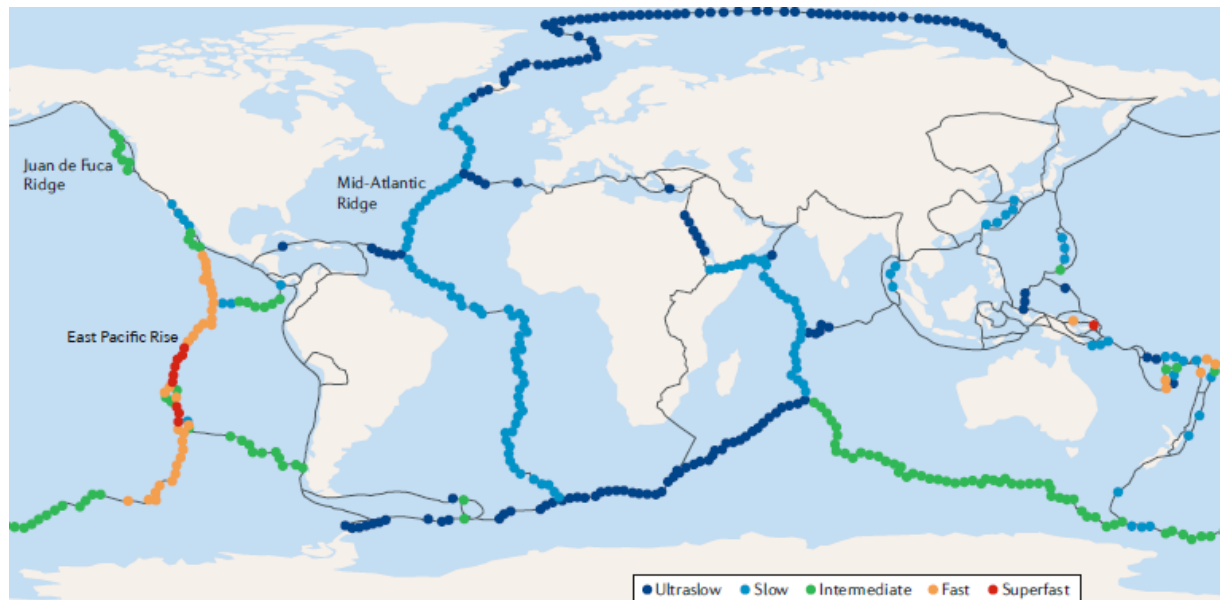 Juan de Fuca
Ridge
Mid-Atlantic
Ridge
East Pacific Rise
Ultraslow Slow Intermediate Fast Superfast